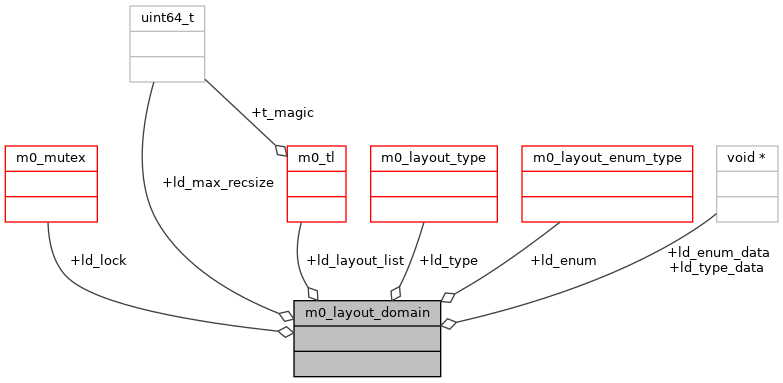 uint64_t
+t_magic
m0_mutex
m0_tl
m0_layout_type
m0_layout_enum_type
void *
+ld_max_recsize
+ld_lock
+ld_layout_list
+ld_type
+ld_enum
+ld_enum_data
+ld_type_data
m0_layout_domain